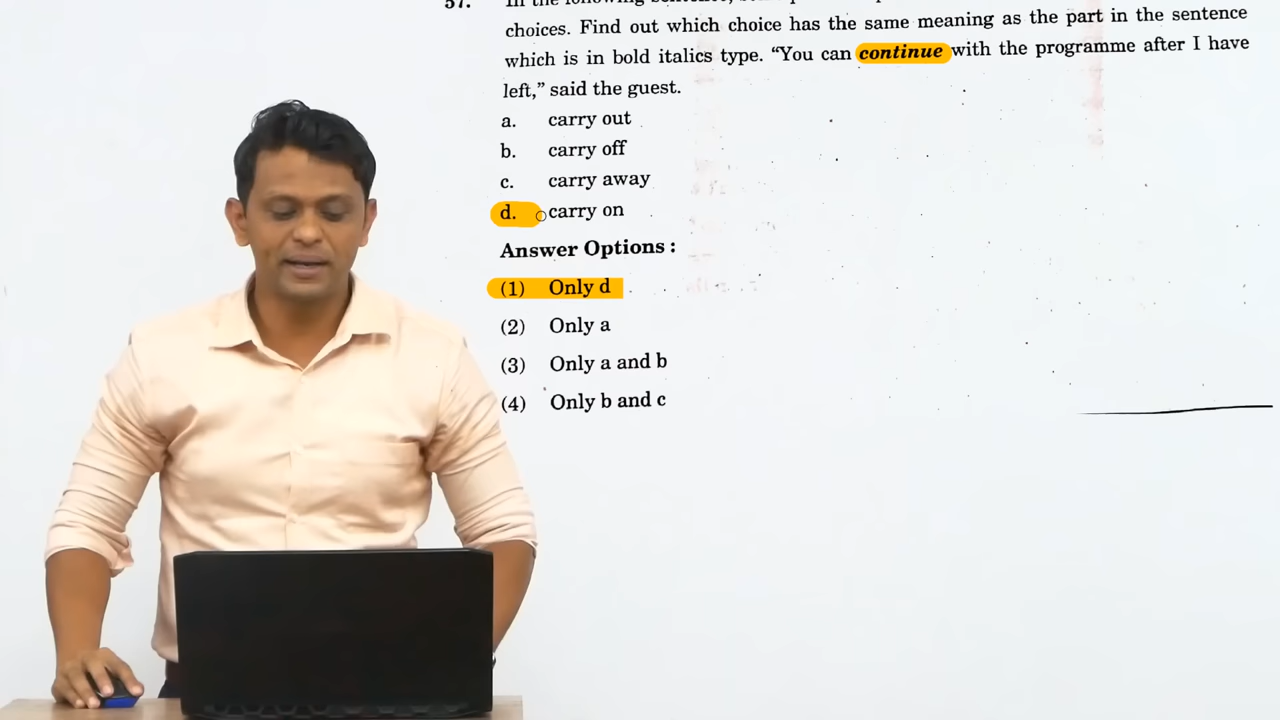 57.
choices. Find out which choice has the same meaning as the part in the sentence
which is in bold italics type. “You can continue with the programme after I have
left,” said the guest.
a. carry out
b. carry off
c. carry away
d. carry on
Answer Options :
(1) Only d
(2) Only a
(3) Only a and b
(4) Only b and c